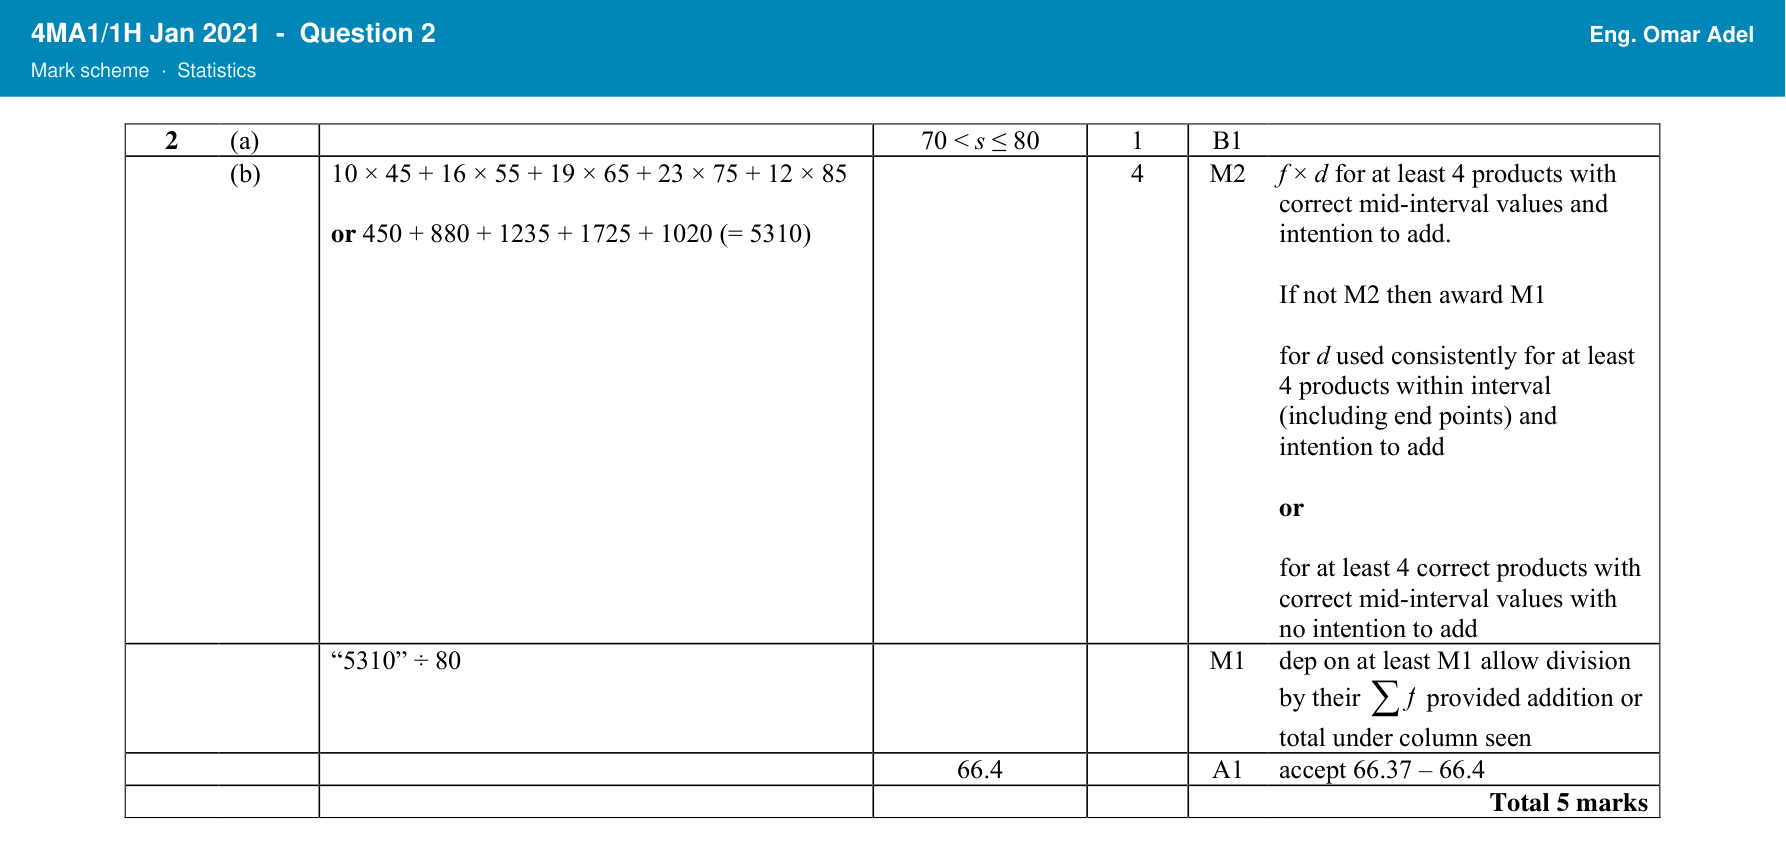 4MA1/1H Jan 2021 - Question 2
Eng. Omar Adel
Mark scheme · Statistics
2 (a) 70 < s ≤ 80 1 B1
(b) 10 × 45 + 16 × 55 + 19 × 65 + 23 × 75 + 12 × 85 4 M2 f × d for at least 4 products with
correct mid-interval values and
or 450 + 880 + 1235 + 1725 + 1020 (= 5310) intention to add.
If not M2 then award M1
for d used consistently for at least
4 products within interval
(including end points) and
intention to add
or
for at least 4 correct products with
correct mid-interval values with
no intention to add
“5310” ÷ 80 M1 dep on at least M1 allow division
by their ∑f provided addition or
total under column seen
66.4 A1 accept 66.37 – 66.4
Total 5 marks